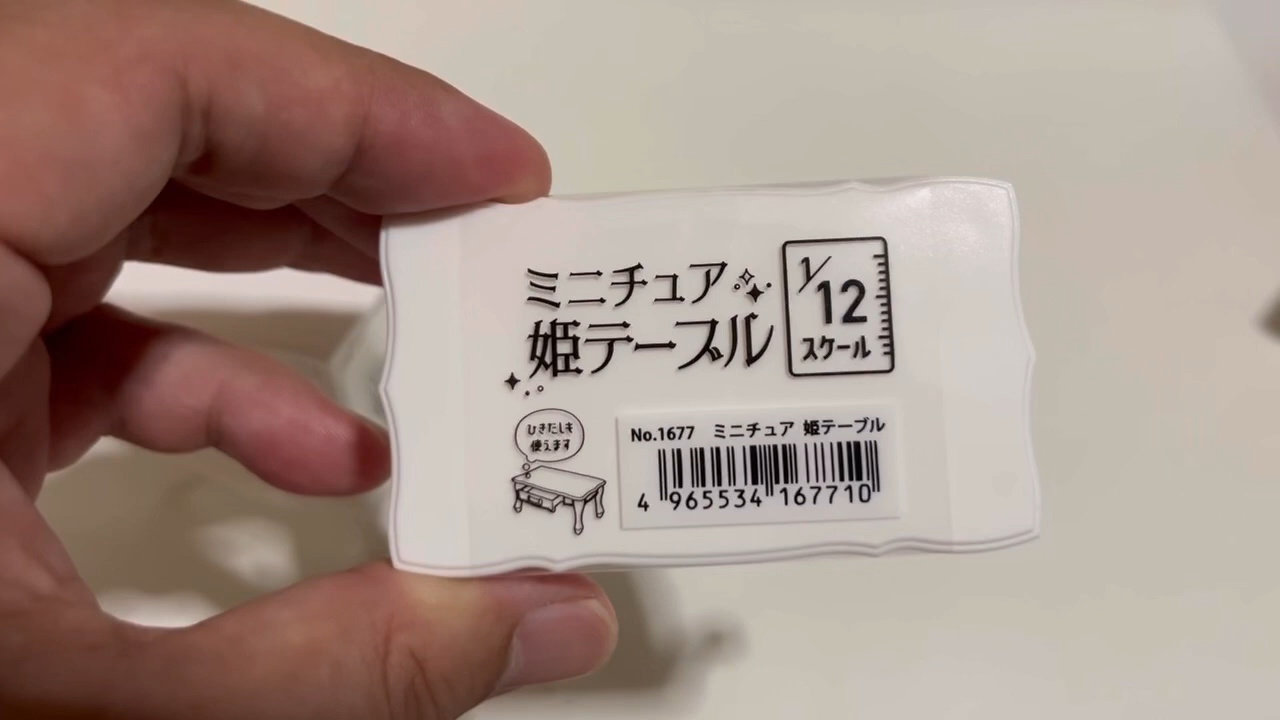 ミニチュア
姫テーブル
1/12
スケール
ひきだしも
使えます
No.1677 ミニチュア 姫テーブル
4 965534 167710